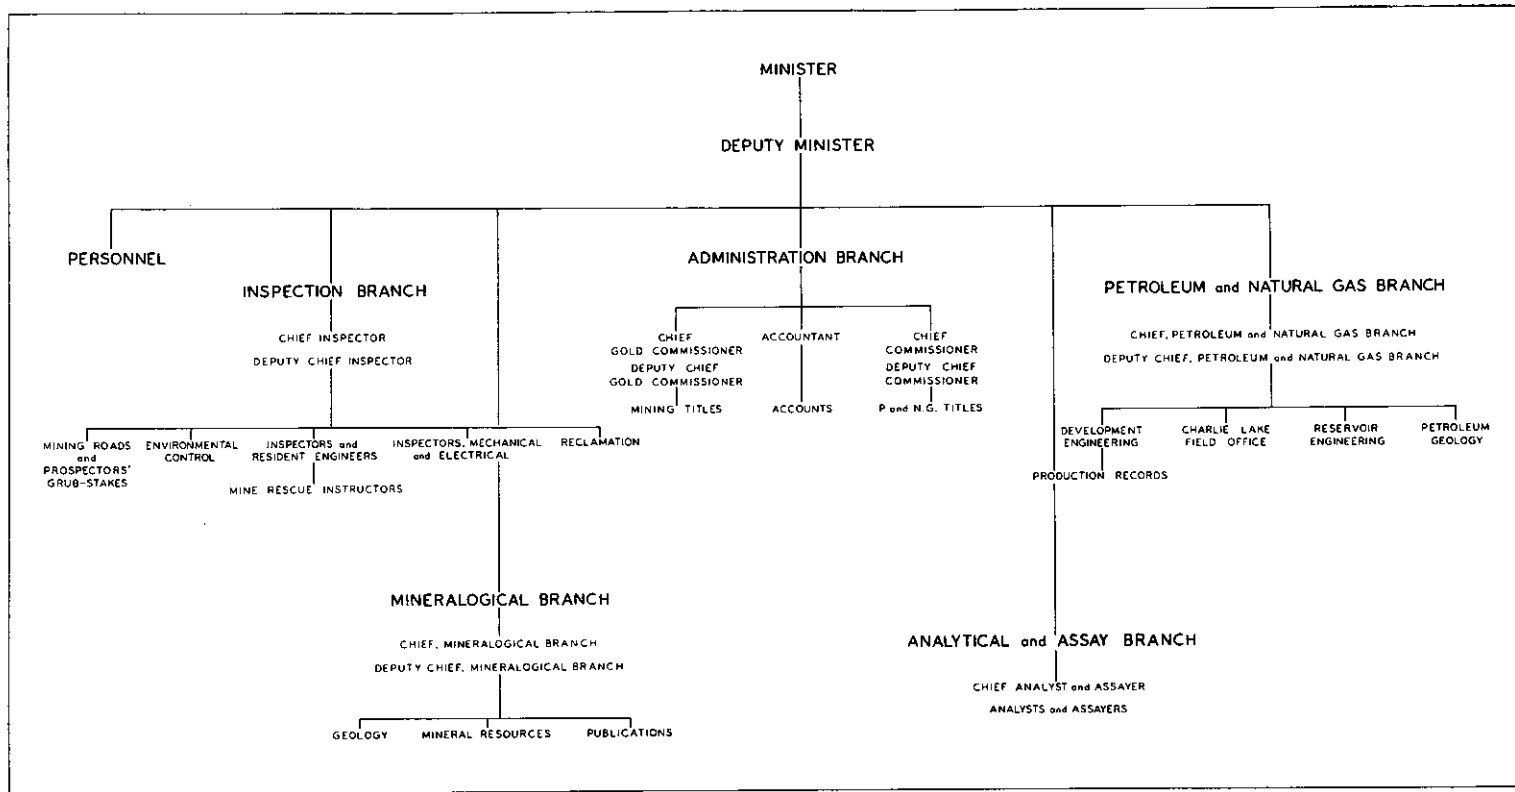 MINISTER
DEPUTY MINISTER
PERSONNEL
INSPECTION BRANCH
CHIEF INSPECTOR
DEPUTY CHIEF INSPECTOR
MINING ROADS
and
PROSPECTORS'
GRUB-STAKES
ENVIRONMENTAL
CONTROL
INSPECTORS and
RESIDENT ENGINEERS
MINE RESCUE INSTRUCTORS
INSPECTORS, MECHANICAL
and ELECTRICAL
RECLAMATION
MINERALOGICAL BRANCH
CHIEF, MINERALOGICAL BRANCH
DEPUTY CHIEF, MINERALOGICAL BRANCH
GEOLOGY
MINERAL RESOURCES
PUBLICATIONS
ADMINISTRATION BRANCH
CHIEF
GOLD COMMISSIONER
DEPUTY CHIEF
GOLD COMMISSIONER
MINING TITLES
ACCOUNTANT
ACCOUNTS
CHIEF
COMMISSIONER
DEPUTY CHIEF
COMMISSIONER
P and N.G. TITLES
ANALYTICAL and ASSAY BRANCH
CHIEF ANALYST and ASSAYER
ANALYSTS and ASSAYERS
PETROLEUM and NATURAL GAS BRANCH
CHIEF, PETROLEUM and NATURAL GAS BRANCH
DEPUTY CHIEF, PETROLEUM and NATURAL GAS BRANCH
DEVELOPMENT
ENGINEERING
PRODUCTION RECORDS
CHARLIE LAKE
FIELD OFFICE
RESERVOIR
ENGINEERING
PETROLEUM
GEOLOGY